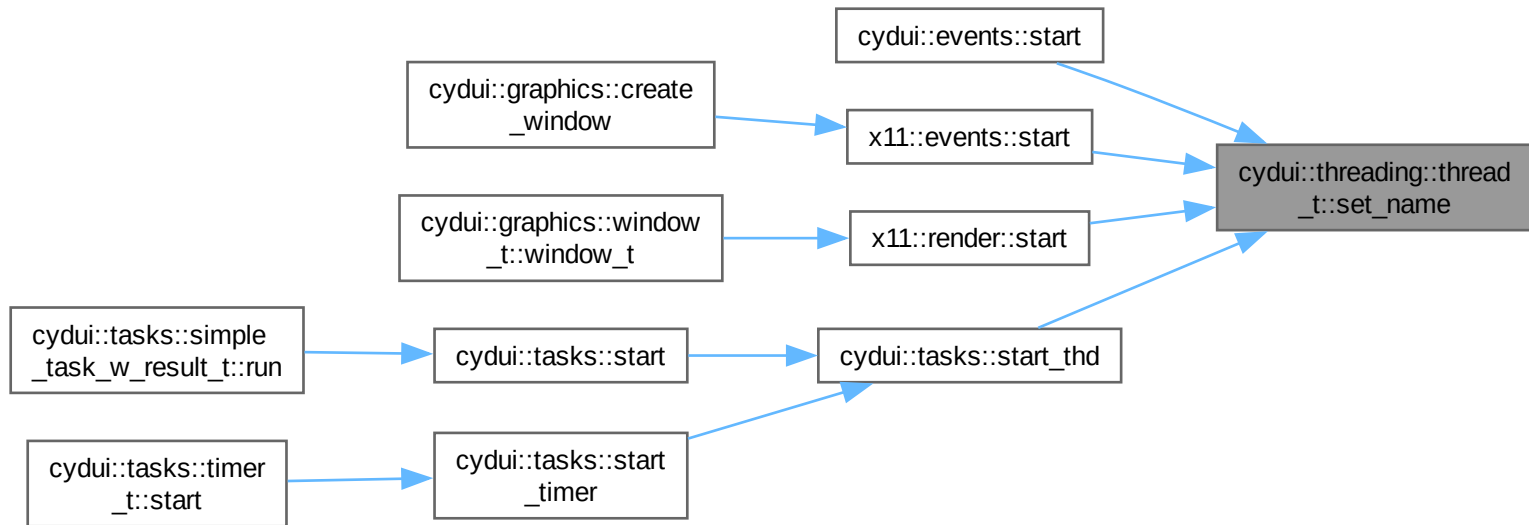 cydui::events::start
cydui::graphics::create
_window
x11::events::start
cydui::threading::thread
_t::set_name
cydui::graphics::window
_t::window_t
x11::render::start
cydui::tasks::simple
_task_w_result_t::run
cydui::tasks::start
cydui::tasks::start_thd
cydui::tasks::timer
_t::start
cydui::tasks::start
_timer